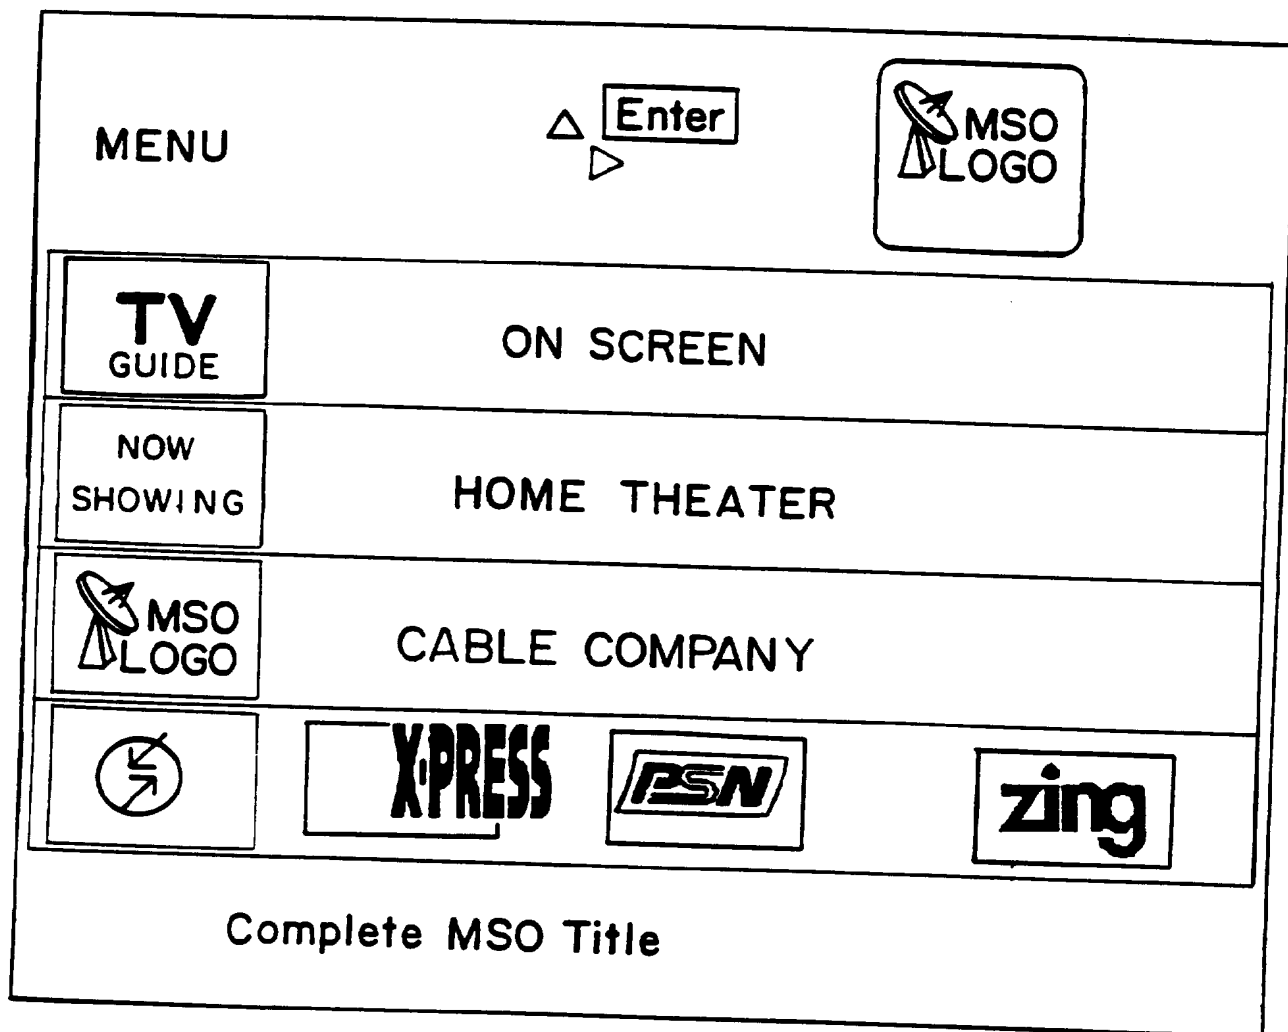 MENU
Enter
MSO
LOGO
TV
GUIDE
ON SCREEN
NOW
SHOWING
HOME THEATER
MSO
LOGO
CABLE COMPANY
X·PRESS
PSN
zing
Complete MSO Title